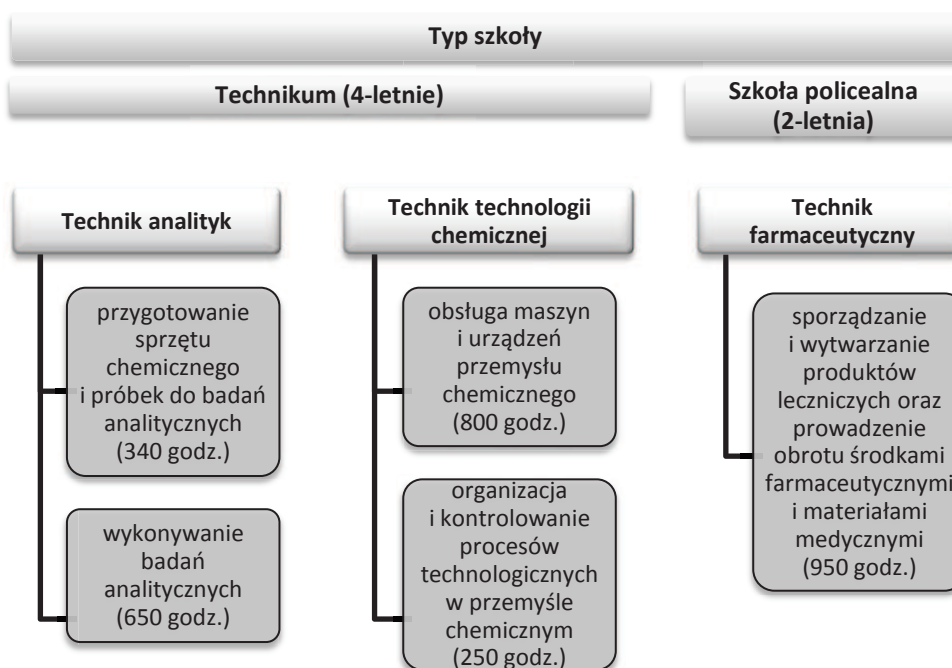 Typ szkoły
Technikum (4-letnie)
Szkoła policealna
(2-letnia)
Technik analityk
przygotowanie
sprzętu
chemicznego
i próbek do badań
analitycznych
(340 godz.)
wykonywanie
badań
analitycznych
(650 godz.)
Technik technologii
chemicznej
obsługa maszyn
i urządzeń
przemysłu
chemicznego
(800 godz.)
organizacja
i kontrolowanie
procesów
technologicznych
w przemyśle
chemicznym
(250 godz.)
Technik
farmaceutyczny
sporządzanie
i wytwarzanie
produktów
leczniczych oraz
prowadzenie
obrotu środkami
farmaceutycznymi
i materiałami
medycznymi
(950 godz.)